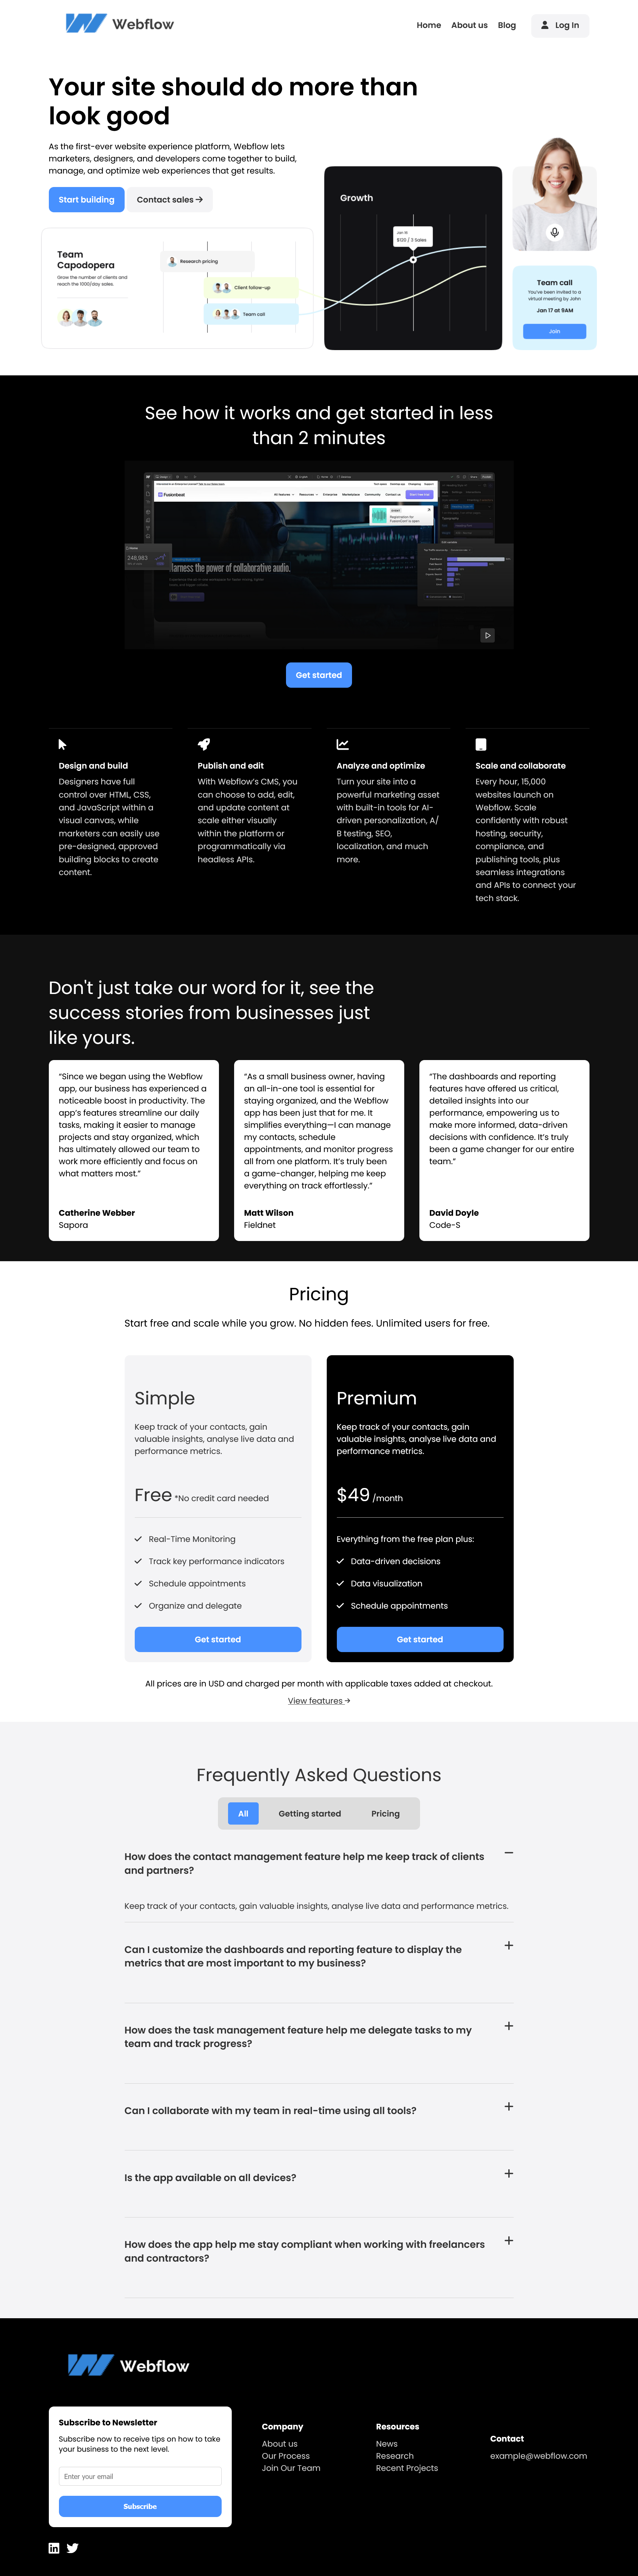 Webflow
Home
About us
Blog
Log In
Your site should do more than
look good
As the first-ever website experience platform, Webflow lets
marketers, designers, and developers come together to build,
manage, and optimize web experiences that get results.
Start building
Contact sales →
Team
Capodopera
Grow the number of clients and
reach the 1000/day sales.
Research pricing
Client follow-up
Team call
Growth
Jan 19
$120 / 3 Sales
Team call
You've been invited to a
virtual meeting by John
Jan 17 at 9AM
Join
See how it works and get started in less
than 2 minutes
Fusionbeat
248,983
Harness the power of collaborative audio.
Get started
Design and build
Designers have full
control over HTML, CSS,
and JavaScript within a
visual canvas, while
marketers can easily use
pre-designed, approved
building blocks to create
content.
Publish and edit
With Webflow's CMS, you
can choose to add, edit,
and update content at
scale either visually
within the platform or
programmatically via
headless APIs.
Analyze and optimize
Turn your site into a
powerful marketing asset
with built-in tools for AI-
driven personalization, A/
B testing, SEO,
localization, and much
more.
Scale and collaborate
Every hour, 15,000
websites launch on
Webflow. Scale
confidently with robust
hosting, security,
compliance, and
publishing tools, plus
seamless integrations
and APIs to connect your
tech stack.
Don't just take our word for it, see the
success stories from businesses just
like yours.
“Since we began using the Webflow
app, our business has experienced a
noticeable boost in productivity. The
app's features streamline our daily
tasks, making it easier to manage
projects and stay organized, which
has ultimately allowed our team to
work more efficiently and focus on
what matters most.”
Catherine Webber
Sapora
“As a small business owner, having
an all-in-one tool is essential for
staying organized, and the Webflow
app has been just that for me. It
simplifies everything—I can manage
my contacts, schedule
appointments, and monitor progress
all from one platform. It's truly been
a game-changer, helping me keep
everything on track effortlessly.”
Matt Wilson
Fieldnet
“The dashboards and reporting
features have offered us critical,
detailed insights into our
performance, empowering us to
make more informed, data-driven
decisions with confidence. It's truly
been a game changer for our entire
team.”
David Doyle
Code-S
Pricing
Start free and scale while you grow. No hidden fees. Unlimited users for free.
Simple
Keep track of your contacts, gain
valuable insights, analyse live data and
performance metrics.
Free *No credit card needed
Real-Time Monitoring
Track key performance indicators
Schedule appointments
Organize and delegate
Get started
Premium
Keep track of your contacts, gain
valuable insights, analyse live data and
performance metrics.
$49 /month
Everything from the free plan plus:
Data-driven decisions
Data visualization
Schedule appointments
Get started
All prices are in USD and charged per month with applicable taxes added at checkout.
View features →
Frequently Asked Questions
All
Getting started
Pricing
How does the contact management feature help me keep track of clients
and partners?
Keep track of your contacts, gain valuable insights, analyse live data and performance metrics.
Can I customize the dashboards and reporting feature to display the
metrics that are most important to my business?
How does the task management feature help me delegate tasks to my
team and track progress?
Can I collaborate with my team in real-time using all tools?
Is the app available on all devices?
How does the app help me stay compliant when working with freelancers
and contractors?
Webflow
Subscribe to Newsletter
Subscribe now to receive tips on how to take
your business to the next level.
Enter your email
Subscribe
Company
About us
Our Process
Join Our Team
Resources
News
Research
Recent Projects
Contact
example@webflow.com